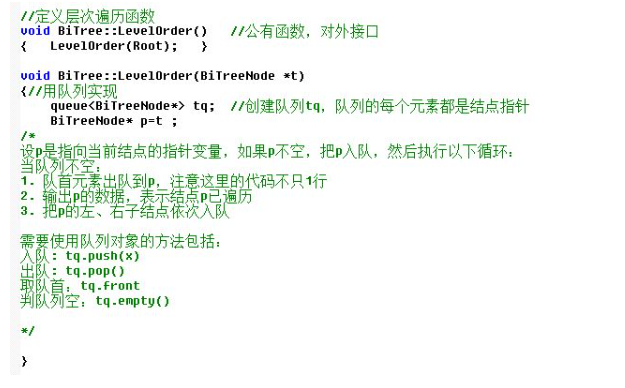 //定义层次遍历函数
void BiTree::LevelOrder()   //公有函数，对外接口
{   LevelOrder(Root);   }
void BiTree::LevelOrder(BiTreeNode *t)
{//用队列实现
queue<BiTreeNode*> tq;  //创建队列tq，队列的每个元素都是结点指针
BiTreeNode* p=t ;
/*
设p是指向当前结点的指针变量，如果p不空，把p入队，然后执行以下循环：
当队列不空：
1. 队首元素出队到p，注意这里的代码不只1行
2. 输出p的数据，表示结点p已遍历
3. 把p的左、右子结点依次入队
需要使用队列对象的方法包括：
入队：tq.push(x)
出队：tq.pop()
取队首：tq.front
判队列空：tq.empty()
*/
}